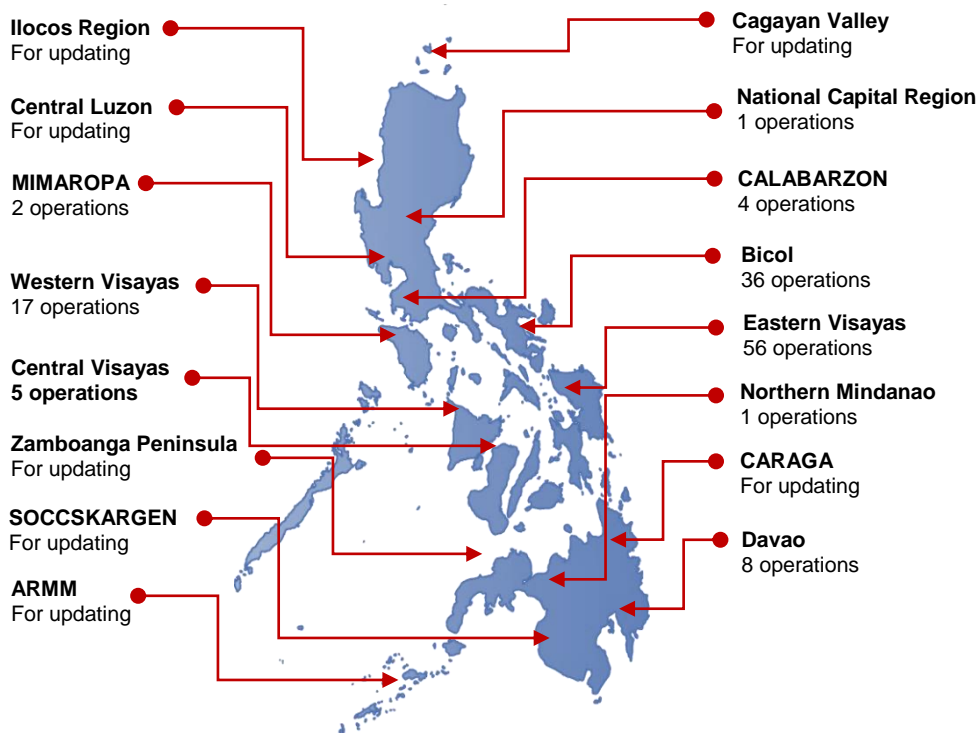 Ilocos Region
For updating
Central Luzon
For updating
MIMAROPA
2 operations
Western Visayas
17 operations
Central Visayas
5 operations
Zamboanga Peninsula
For updating
SOCCSKARGEN
For updating
ARMM
For updating
Cagayan Valley
For updating
National Capital Region
1 operations
CALABARZON
4 operations
Bicol
36 operations
Eastern Visayas
56 operations
Northern Mindanao
1 operations
CARAGA
For updating
Davao
8 operations